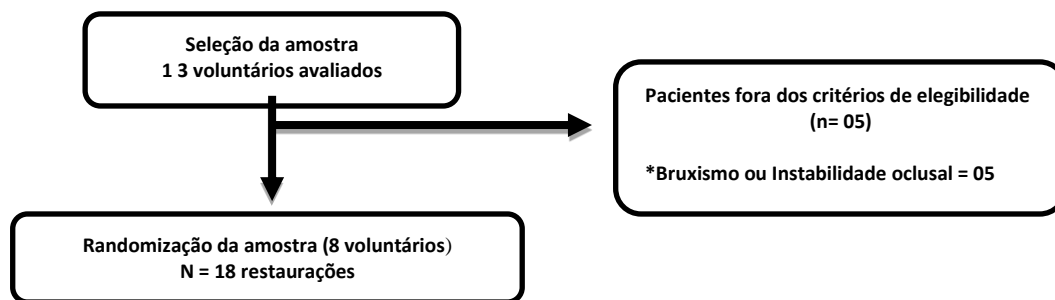 Seleção da amostra
1 3 voluntários avaliados
Pacientes fora dos critérios de elegibilidade
(n= 05)
*Bruxismo ou Instabilidade oclusal = 05
Randomização da amostra (8 voluntários)
N = 18 restaurações